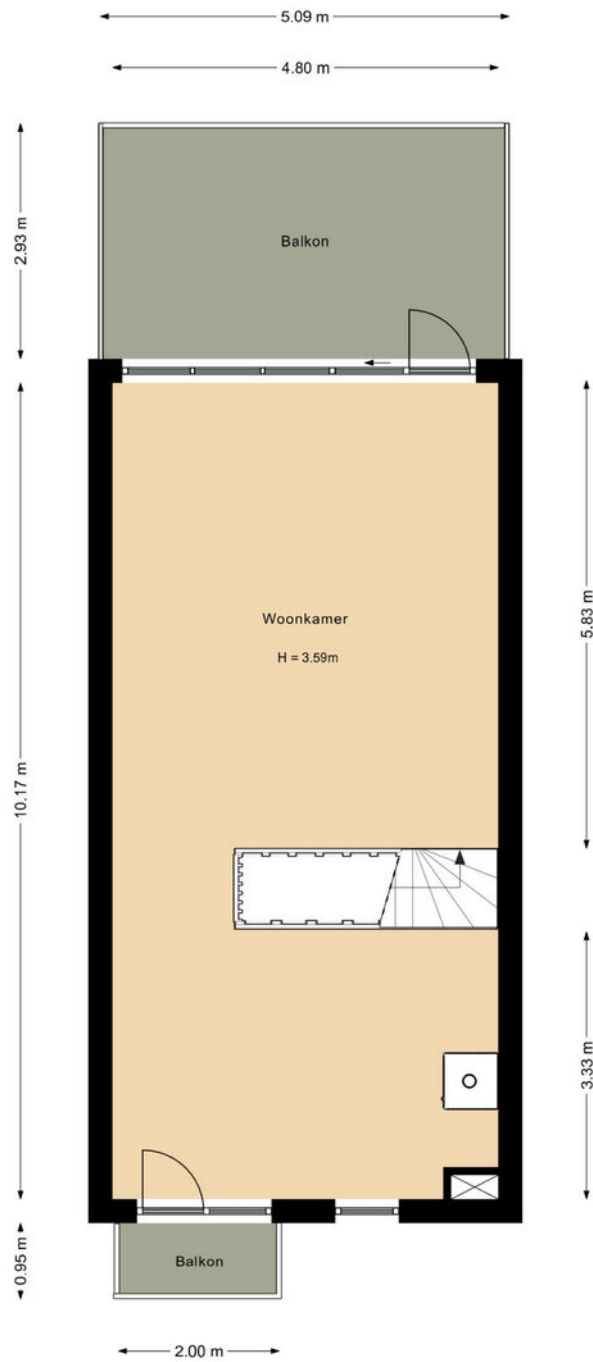 5.09 m
4.80 m
2.93 m
Balkon
Woonkamer
H = 3.59m
5.83 m
10.17 m
3.33 m
0.95 m
Balkon
2.00 m